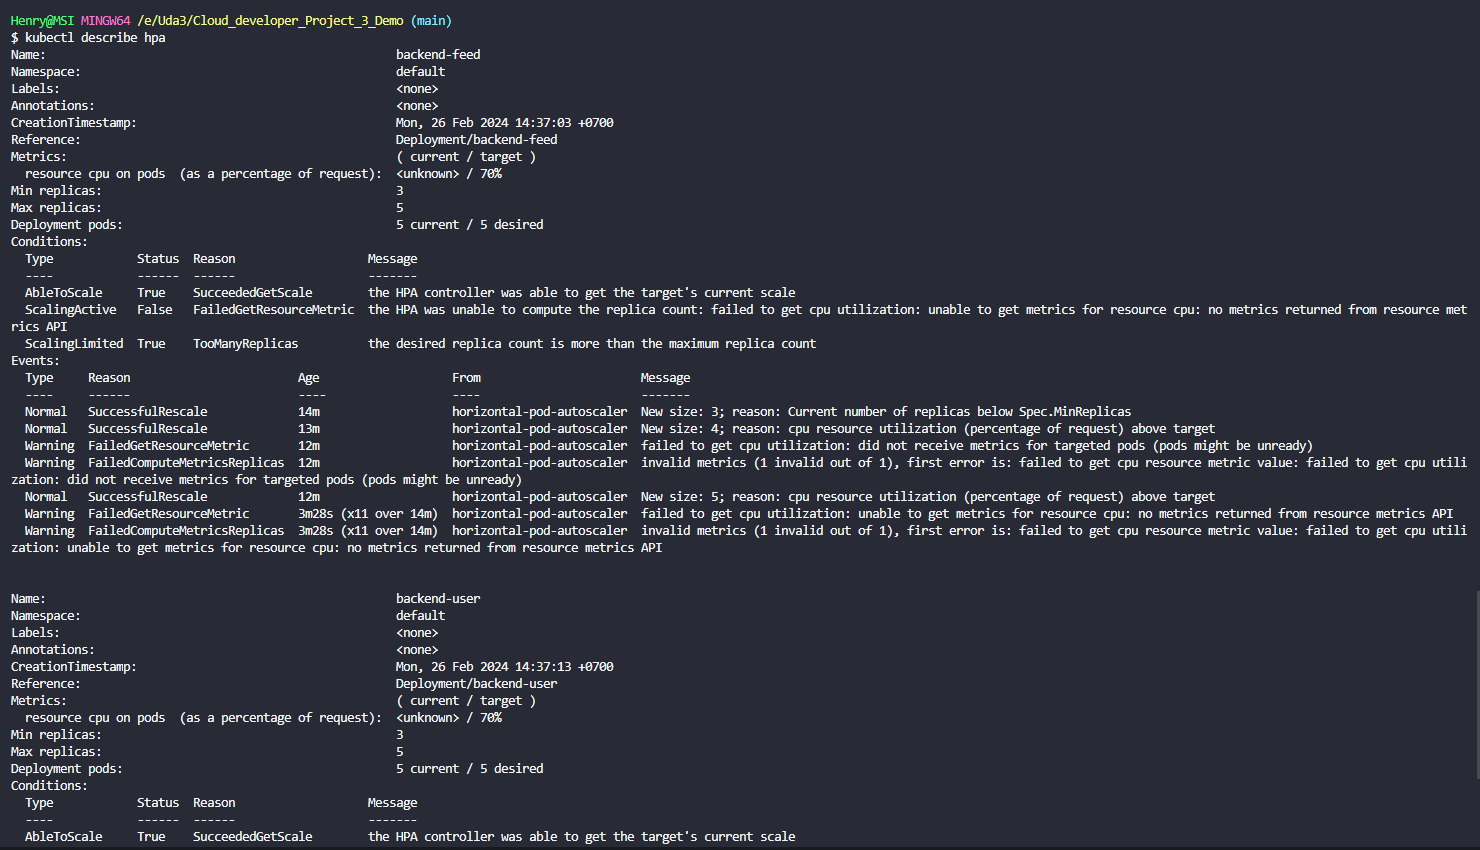 Henry@MSI MINGW64 /e/Uda3/Cloud_developer_Project_3_Demo (main)
$ kubectl describe hpa
Name:                                                  backend-feed
Namespace:                                             default
Labels:                                                <none>
Annotations:                                           <none>
CreationTimestamp:                                     Mon, 26 Feb 2024 14:37:03 +0700
Reference:                                             Deployment/backend-feed
Metrics:                                               ( current / target )
  resource cpu on pods  (as a percentage of request):  <unknown> / 70%
Min replicas:                                          3
Max replicas:                                          5
Deployment pods:                                       5 current / 5 desired
Conditions:
  Type            Status  Reason                   Message
  ----            ------  ------                   -------
  AbleToScale     True    SucceededGetScale        the HPA controller was able to get the target's current scale
  ScalingActive   False   FailedGetResourceMetric  the HPA was unable to compute the replica count: failed to get cpu utilization: unable to get metrics for resource cpu: no metrics returned from resource met
rics API
  ScalingLimited  True    TooManyReplicas          the desired replica count is more than the maximum replica count
Events:
  Type     Reason                        Age                   From                       Message
  ----     ------                        ----                  ----                       -------
  Normal   SuccessfulRescale             14m                   horizontal-pod-autoscaler  New size: 3; reason: Current number of replicas below Spec.MinReplicas
  Normal   SuccessfulRescale             13m                   horizontal-pod-autoscaler  New size: 4; reason: cpu resource utilization (percentage of request) above target
  Warning  FailedGetResourceMetric       12m                   horizontal-pod-autoscaler  failed to get cpu utilization: did not receive metrics for targeted pods (pods might be unready)
  Warning  FailedComputeMetricsReplicas  12m                   horizontal-pod-autoscaler  invalid metrics (1 invalid out of 1), first error is: failed to get cpu resource metric value: failed to get cpu utili
zation: did not receive metrics for targeted pods (pods might be unready)
  Normal   SuccessfulRescale             12m                   horizontal-pod-autoscaler  New size: 5; reason: cpu resource utilization (percentage of request) above target
  Warning  FailedGetResourceMetric       3m28s (x11 over 14m)  horizontal-pod-autoscaler  failed to get cpu utilization: unable to get metrics for resource cpu: no metrics returned from resource metrics API
  Warning  FailedComputeMetricsReplicas  3m28s (x11 over 14m)  horizontal-pod-autoscaler  invalid metrics (1 invalid out of 1), first error is: failed to get cpu resource metric value: failed to get cpu utili
zation: unable to get metrics for resource cpu: no metrics returned from resource metrics API
Name:                                                  backend-user
Namespace:                                             default
Labels:                                                <none>
Annotations:                                           <none>
CreationTimestamp:                                     Mon, 26 Feb 2024 14:37:13 +0700
Reference:                                             Deployment/backend-user
Metrics:                                               ( current / target )
  resource cpu on pods  (as a percentage of request):  <unknown> / 70%
Min replicas:                                          3
Max replicas:                                          5
Deployment pods:                                       5 current / 5 desired
Conditions:
  Type            Status  Reason                   Message
  ----            ------  ------                   -------
  AbleToScale     True    SucceededGetScale        the HPA controller was able to get the target's current scale